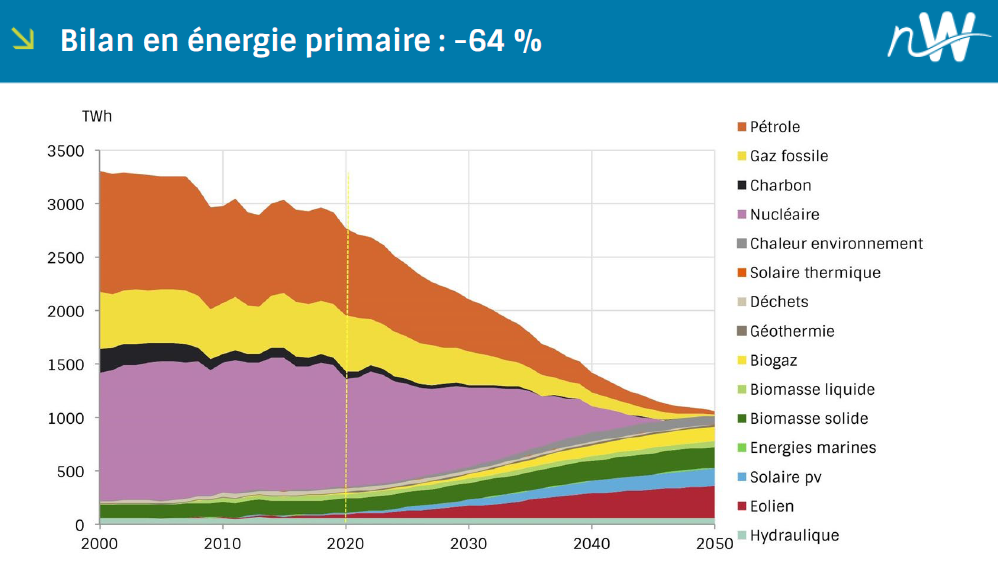 Bilan en énergie primaire : -64 %
nW
TWh
3500
3000
2500
2000
1500
1000
500
0
2000
2010
2020
2030
2040
2050
Pétrole
Gaz fossile
Charbon
Nucléaire
Chaleur environnement
Solaire thermique
Déchets
Géothermie
Biogaz
Biomasse liquide
Biomasse solide
Energies marines
Solaire pv
Eolien
Hydraulique